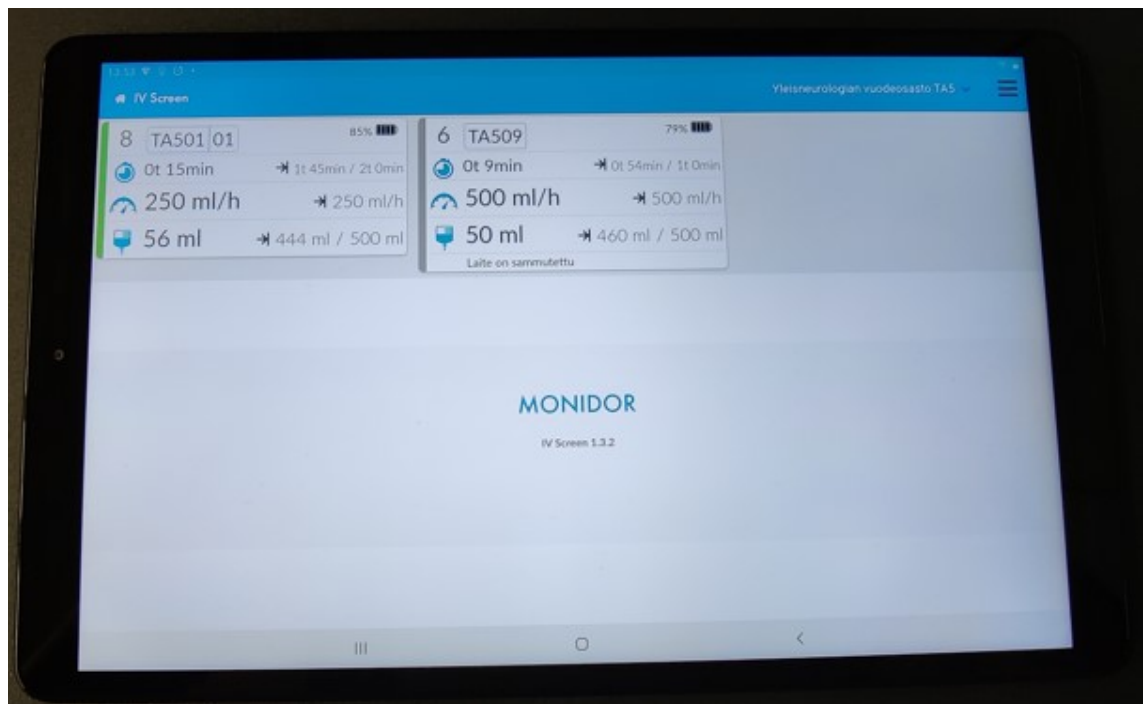 13:53
IV Screen
Yleisneurologian vuodeosasto TA5
8 TA501 01 85%
0t 15min 1t 45min / 2t 0min
250 ml/h 250 ml/h
56 ml 444 ml / 500 ml
6 TA509 79%
0t 9min 0t 54min / 1t 0min
500 ml/h 500 ml/h
50 ml 460 ml / 500 ml
Laite on sammutettu
MONIDOR
IV Screen 1.3.2